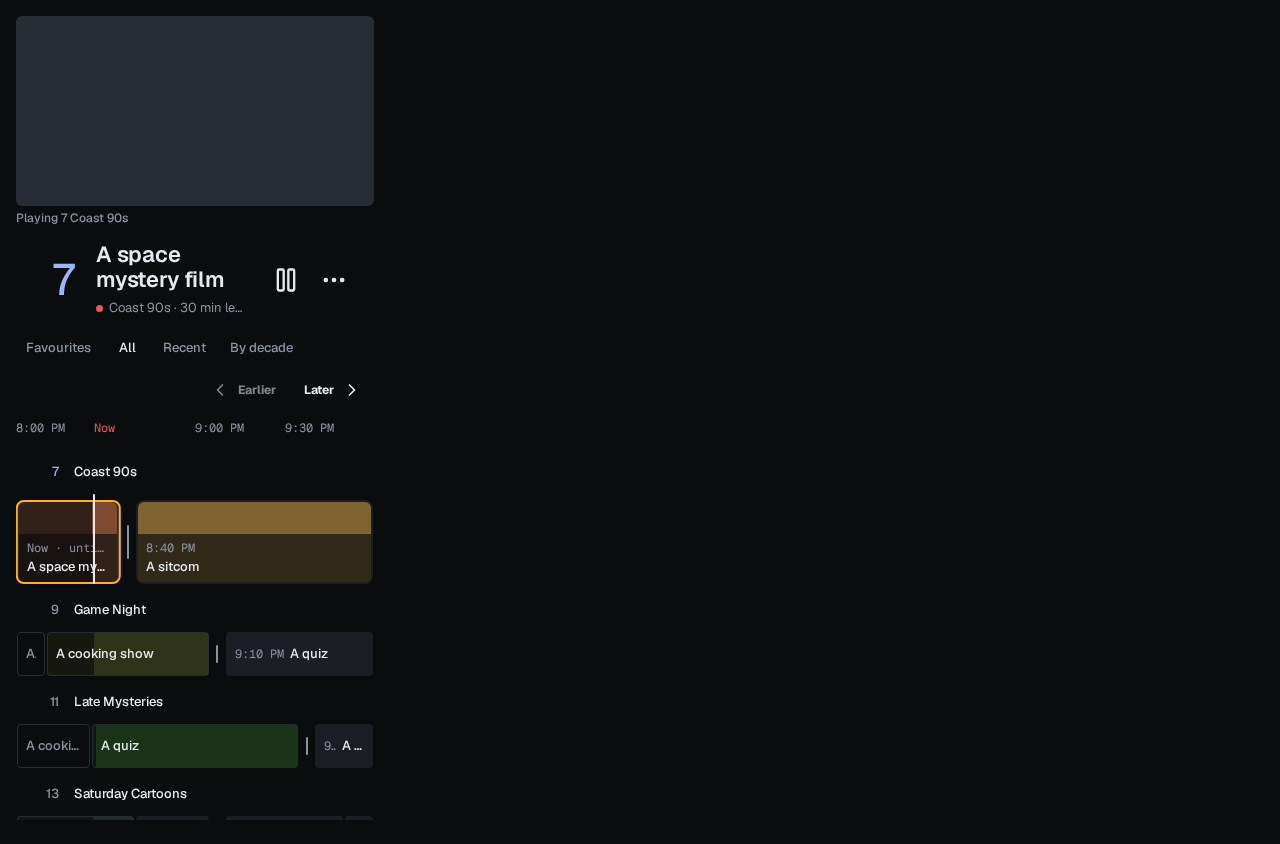 Playing 7 Coast 90s
7
A space
mystery film
Coast 90s · 30 min le…
Favourites All Recent By decade
Earlier Later
8:00 PM Now 9:00 PM 9:30 PM
7 Coast 90s
Now · unti… 8:40 PM
A space my… A sitcom
9 Game Night
A A cooking show 9:10 PM A quiz
11 Late Mysteries
A cooki… A quiz 9… A …
13 Saturday Cartoons